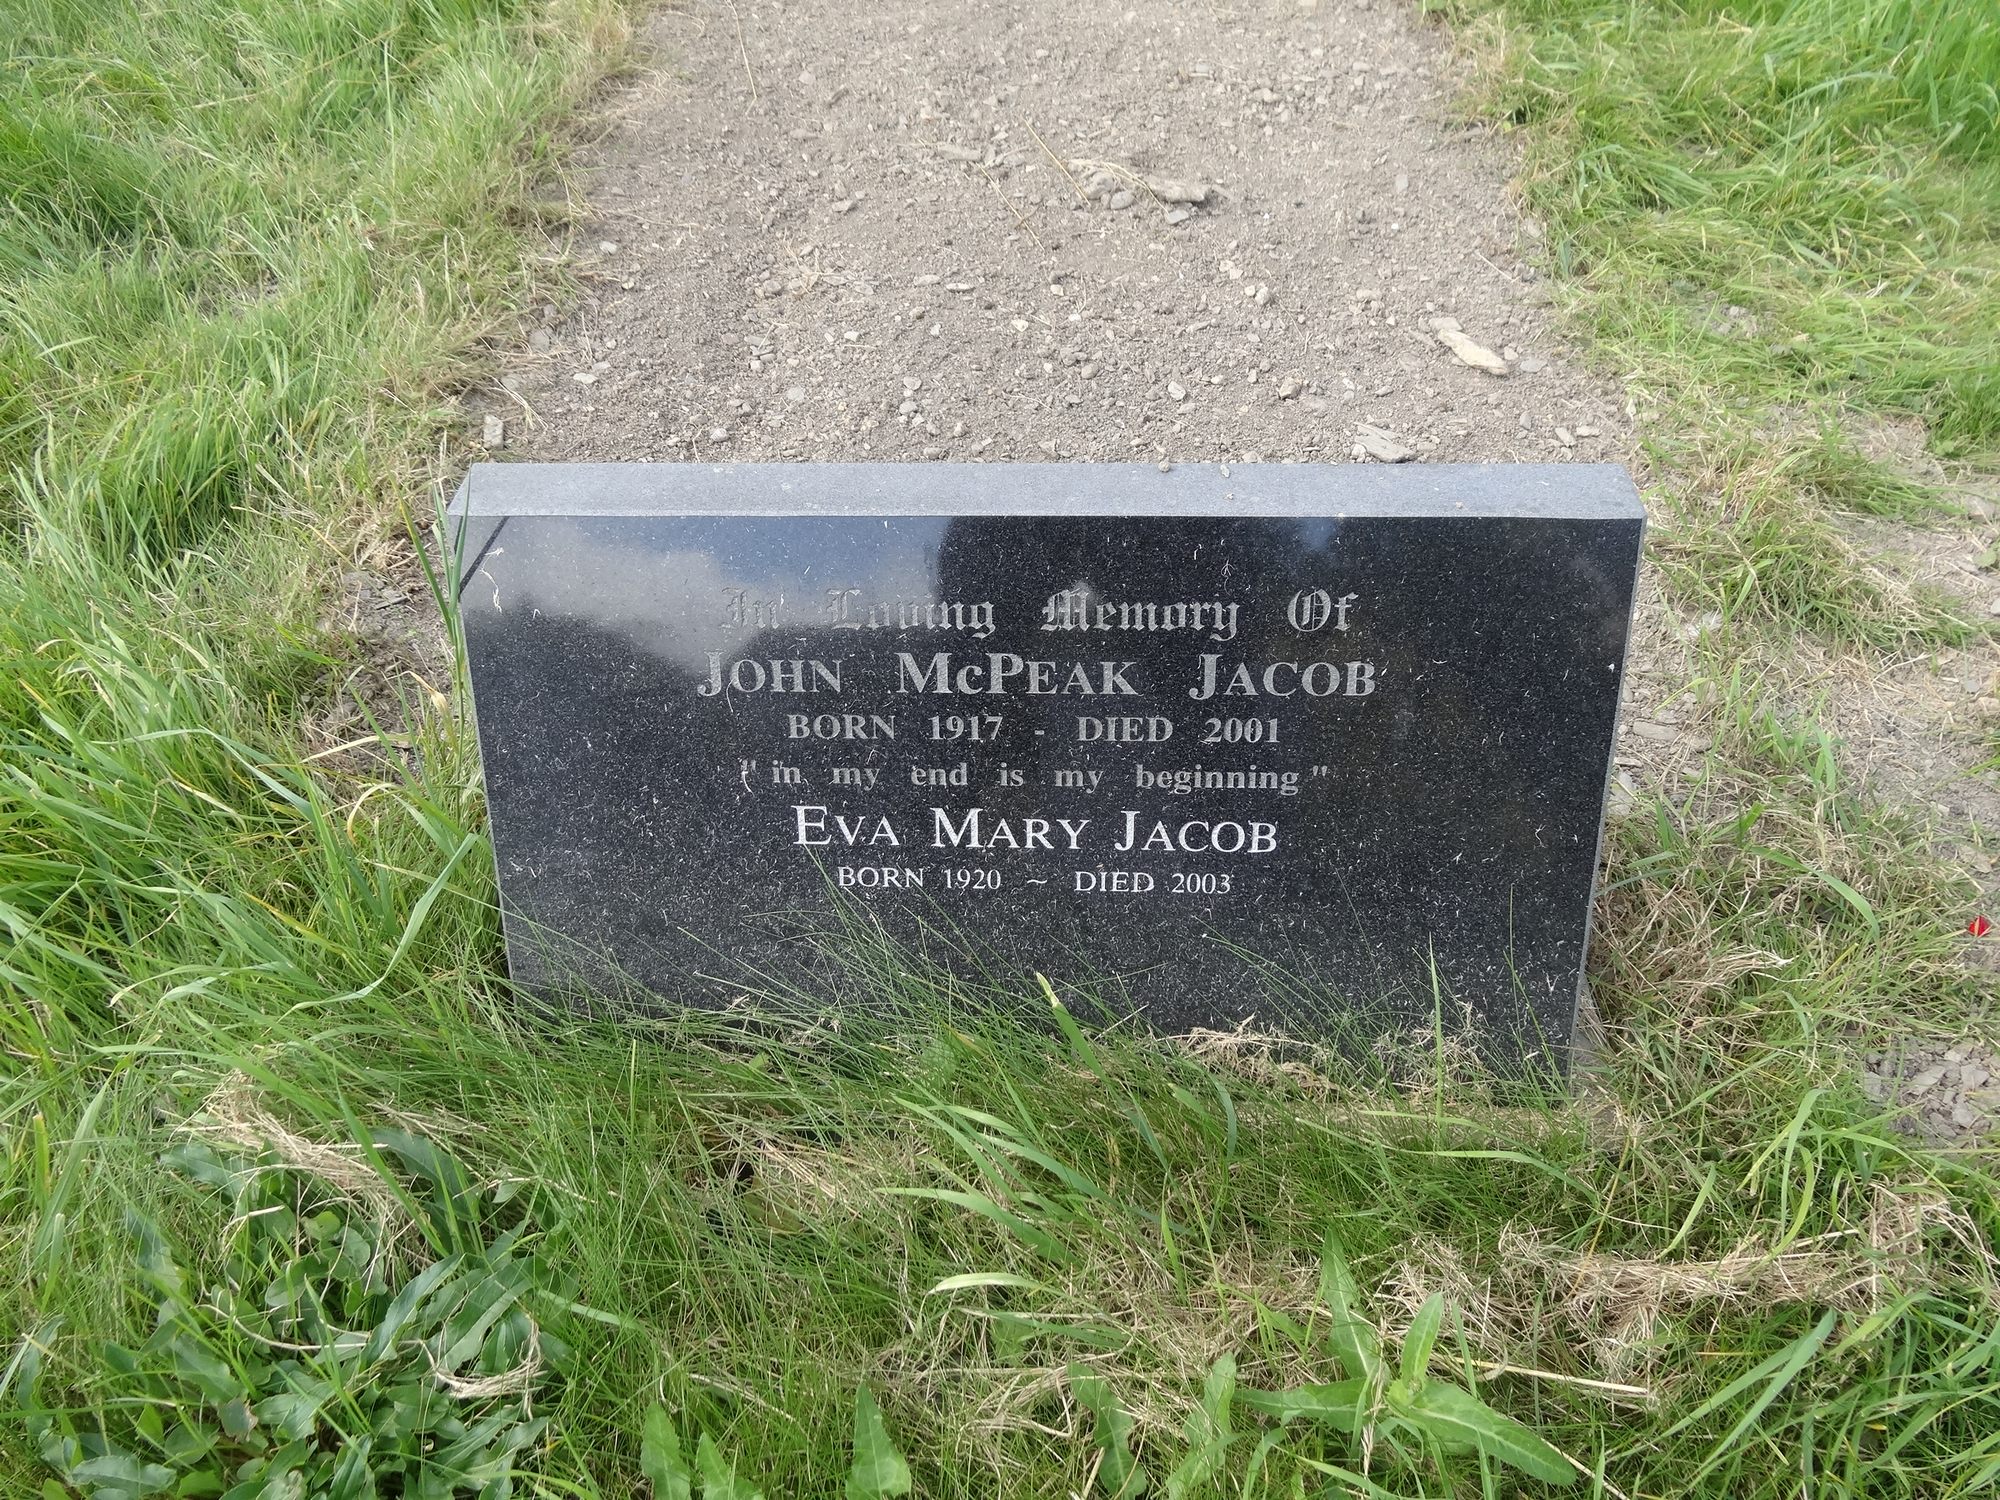 In Loving Memory Of
JOHN McPEAK JACOB
BORN 1917 - DIED 2001
"in my end is my beginning"
EVA MARY JACOB
BORN 1920 ~ DIED 2003